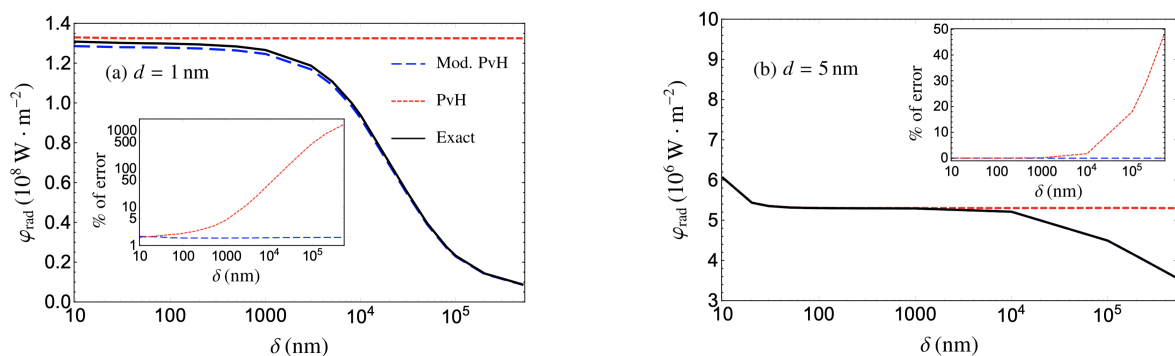 1.4
1.2
1.0
0.8
0.6
0.4
0.2
0.0
φrad (10⁸ W · m⁻²)
(a) d = 1 nm
Mod. PvH
PvH
Exact
1000
500
100
50
10
5
1
% of error
10 100 1000 10⁴ 10⁵
δ (nm)
10 100 1000 10⁴ 10⁵
δ (nm)
10
9
8
7
6
5
4
3
φrad (10⁶ W · m⁻²)
(b) d = 5 nm
50
40
30
20
10
0
% of error
10 100 1000 10⁴ 10⁵
δ (nm)
10 100 1000 10⁴ 10⁵
δ (nm)